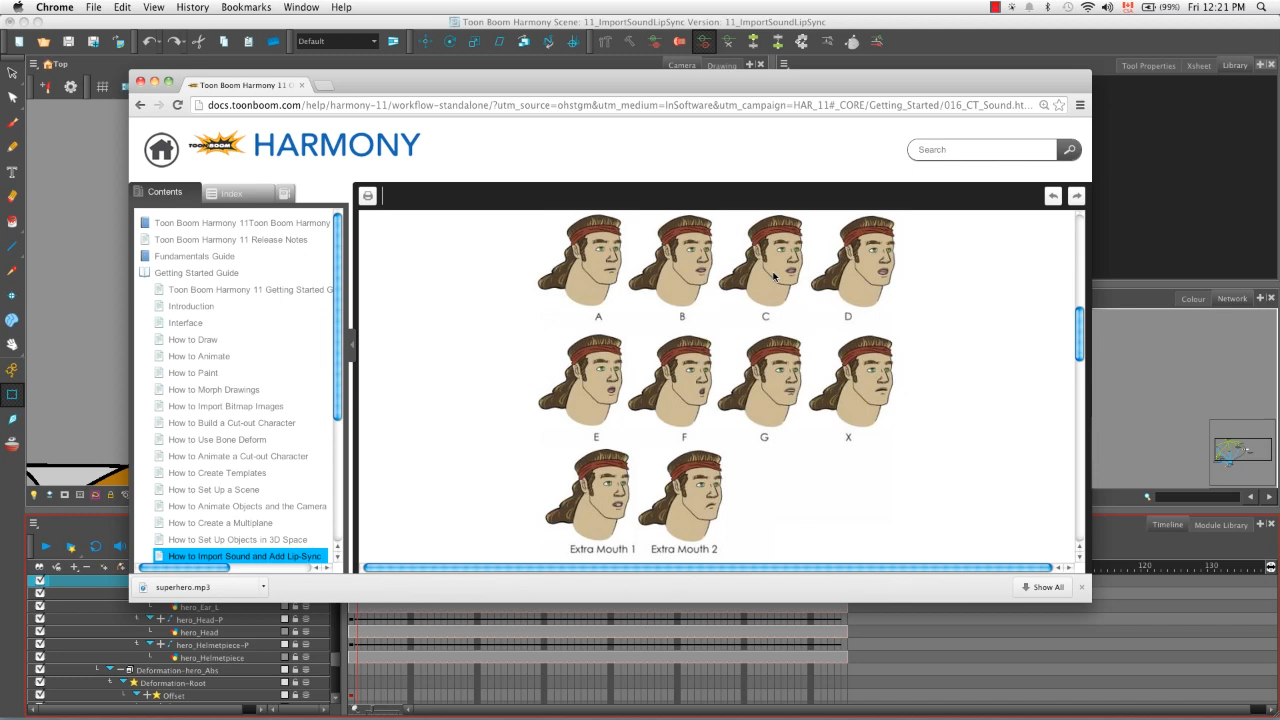 Chrome File Edit View History Bookmarks Window Help (99%) Fri 12:21 PM
Toon Boom Harmony Scene: 11_ImportSoundLipSync Version: 11_ImportSoundLipSync
Default
Top Camera Drawing Tool Properties Xsheet Library
Toon Boom Harmony 11
docs.toonboom.com/help/harmony-11/workflow-standalone/?utm_source=ohstgm&utm_medium=InSoftware&utm_campaign=HAR_11#_CORE/Getting_Started/016_CT_Sound.ht...
TOON BOOM HARMONY
Search
Contents Index
Toon Boom Harmony 11Toon Boom Harmony
Toon Boom Harmony 11 Release Notes
Fundamentals Guide
Getting Started Guide
Toon Boom Harmony 11 Getting Started G
Introduction
Interface
How to Draw
How to Animate
How to Paint
How to Morph Drawings
How to Import Bitmap Images
How to Build a Cut-out Character
How to Use Bone Deform
How to Animate a Cut-out Character
How to Create Templates
How to Set Up a Scene
How to Animate Objects and the Camera
How to Create a Multiplane
How to Set Up Objects in 3D Space
How to Import Sound and Add Lip-Sync
A B C D
E F G X
Extra Mouth 1 Extra Mouth 2
Colour Network
Timeline Module Library
120 130
superhero.mp3 Show All
hero_Ear_L
hero_Head-P
hero_Head
hero_Helmetpiece-P
hero_Helmetpiece
Deformation-hero_Abs
Deformation-Root
Offset